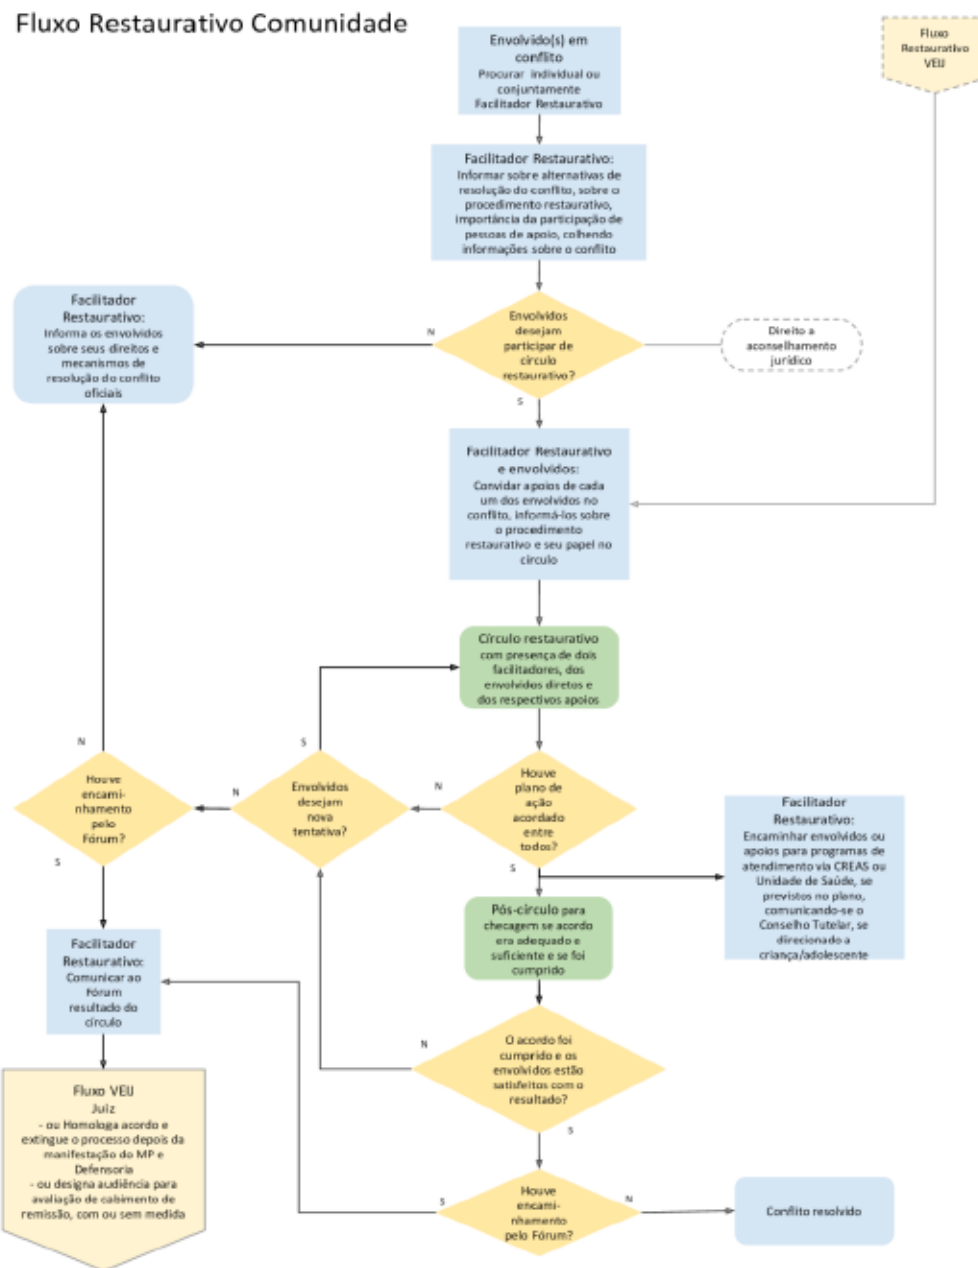 Fluxo Restaurativo Comunidade
Envolvido(s) em
conflito
Procurar individual ou
conjuntamente
Facilitador Restaurativo
Fluxo
Restaurativo
VEIJ
Facilitador Restaurativo:
Informar sobre alternativas de
resolução do conflito, sobre o
procedimento restaurativo,
importância da participação de
pessoas de apoio, colhendo
informações sobre o conflito
Facilitador
Restaurativo:
Informa os envolvidos
sobre seus direitos e
mecanismos de
resolução do conflito
oficiais
N
Envolvidos
desejam
participar de
círculo
restaurativo?
S
Direito a
aconselhamento
jurídico
Facilitador Restaurativo
e envolvidos:
Convidar apoios de cada
um dos envolvidos no
conflito, informá-los sobre
o procedimento
restaurativo e seu papel no
círculo
Círculo restaurativo
com presença de dois
facilitadores, dos
envolvidos diretos e
dos respectivos apoios
N
Houve
encami-
nhamento
pelo
Fórum?
S
N
S
Envolvidos
desejam
nova
tentativa?
N
Houve
plano de
ação
acordado
entre
todos?
S
Facilitador
Restaurativo:
Encaminhar envolvidos ou
apoios para programas de
atendimento via CREAS ou
Unidade de Saúde, se
previstos no plano,
comunicando-se o
Conselho Tutelar, se
direcionado a
criança/adolescente
Pós-círculo para
checagem se acordo
era adequado e
suficiente e se foi
cumprido
Facilitador
Restaurativo:
Comunicar ao
Fórum
resultado do
círculo
N
O acordo foi
cumprido e os
envolvidos estão
satisfeitos com o
resultado?
S
Fluxo VEIJ
Juiz
- ou Homologa acordo e
extingue o processo depois da
manifestação do MP e
Defensoria
- ou designa audiência para
avaliação de cabimento de
remissão, com ou sem medida
S
Houve
encami-
nhamento
pelo Fórum?
N
Conflito resolvido